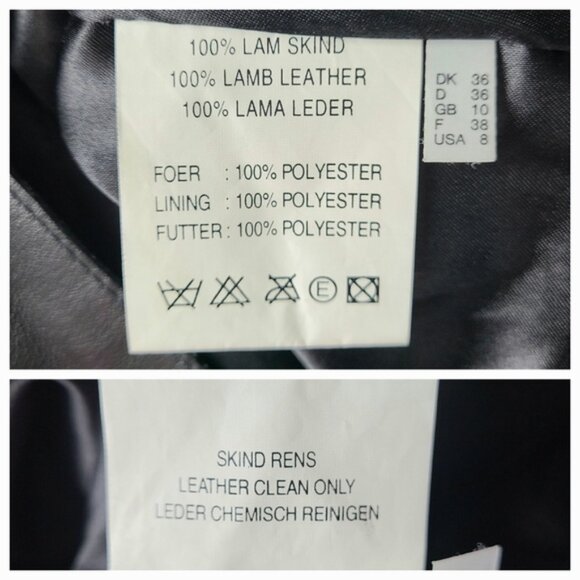 100% LAM SKIND
100% LAMB LEATHER
100% LAMA LEDER
FOER : 100% POLYESTER
LINING : 100% POLYESTER
FUTTER : 100% POLYESTER
E
DK 36
D 36
GB 10
F 38
USA 8
SKIND RENS
LEATHER CLEAN ONLY
LEDER CHEMISCH REINIGEN